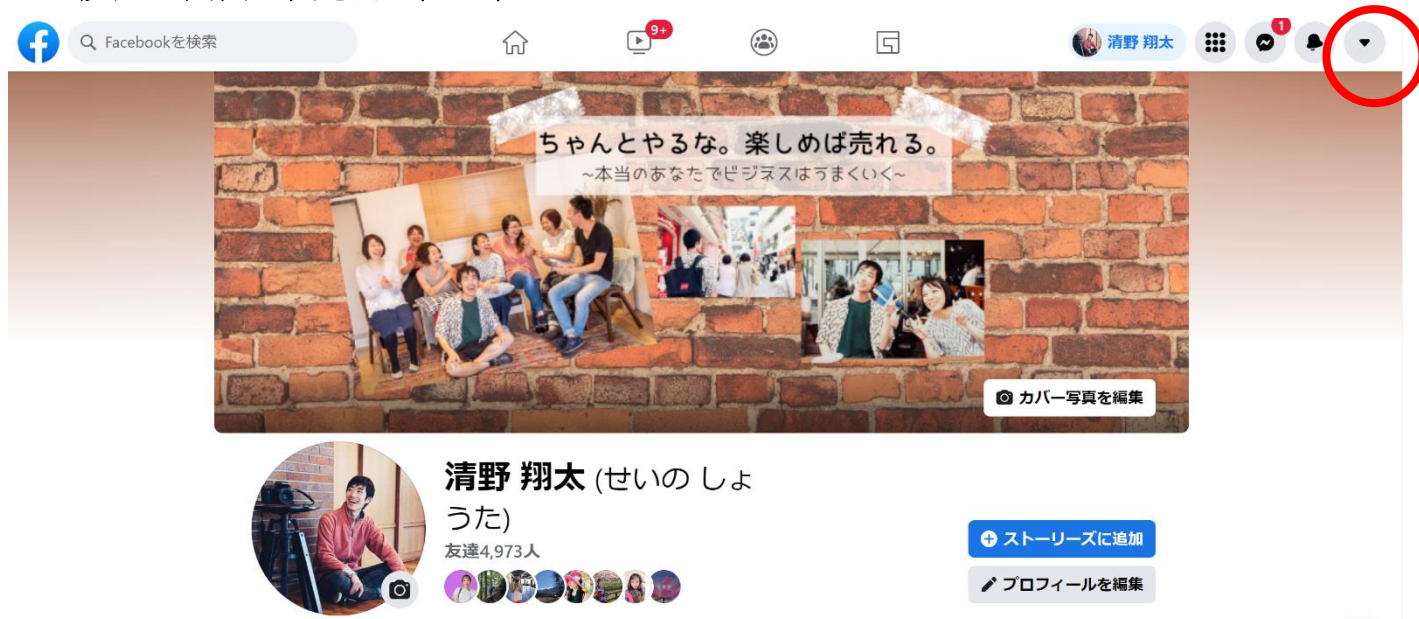 Facebookを検索
9+
清野 翔太
1
ちゃんとやるな。楽しめば売れる。
~本当のあなたでビジネスはうまくいく~
カバー写真を編集
清野 翔太 (せいの しょ
うた)
友達4,973人
ストーリーズに追加
プロフィールを編集